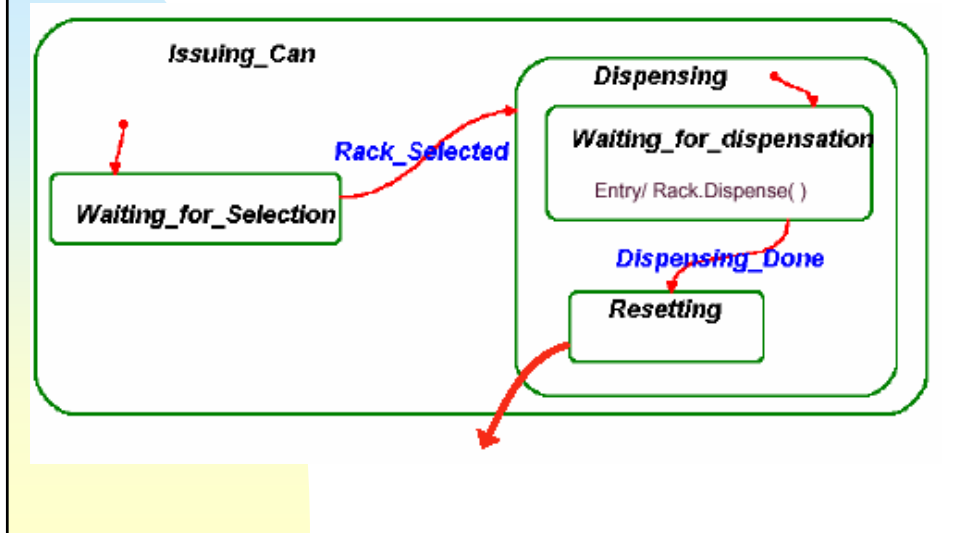 Issuing_Can
Dispensing
Waiting_for_dispensation
Entry/ Rack.Dispense( )
Rack_Selected
Waiting_for_Selection
Dispensing_Done
Resetting